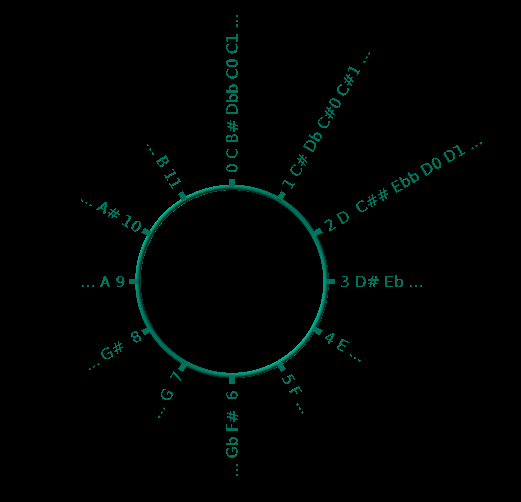 0 C B# Dbb C0 C1 ...
1 C# Db C#0 C#1 ...
2 D C## Ebb D0 D1 ...
3 D# Eb ...
4 E ...
5 F ...
... Gb F# 6
... G 7
... G# 8
... A 9
... A# 10
... B 11